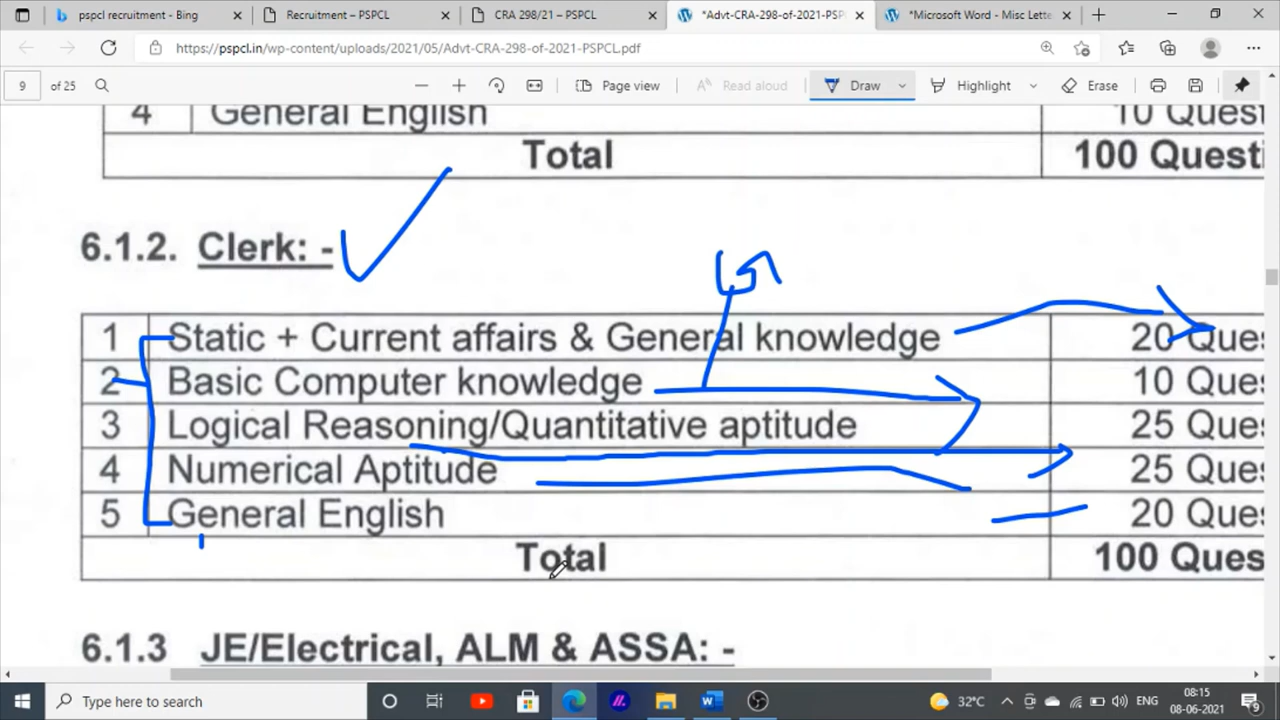 pspcl recruitment - Bing
Recruitment – PSPCL
CRA 298/21 – PSPCL
*Advt-CRA-298-of-2021-PSP
*Microsoft Word - Misc Lette
https://pspcl.in/wp-content/uploads/2021/05/Advt-CRA-298-of-2021-PSPCL.pdf
9 of 25
Page view
Read aloud
Draw
Highlight
Erase
4 General English 10 Quest
Total 100 Questi
6.1.2. Clerk: -
1 Static + Current affairs & General knowledge 20 Ques
2 Basic Computer knowledge 10 Ques
3 Logical Reasoning/Quantitative aptitude 25 Ques
4 Numerical Aptitude 25 Ques
5 General English 20 Ques
Total 100 Quest
6.1.3 JE/Electrical, ALM & ASSA: -
Type here to search
32°C
ENG
08:15
08-06-2021
9